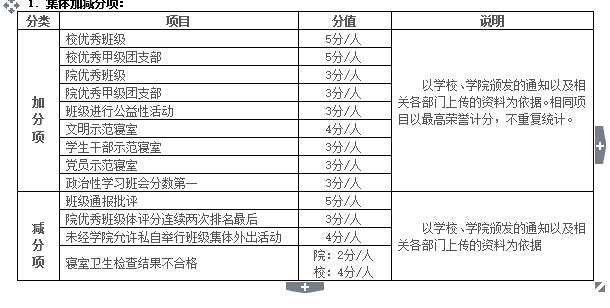 1. 集体加减分项：
分类 项目 分值 说明
加分项
校优秀班级 5分/人
校优秀甲级团支部 5分/人
院优秀班级 3分/人
院优秀甲级团支部 3分/人
班级进行公益性活动 3分/人
文明示范寝室 4分/人
学生干部示范寝室 3分/人
党员示范寝室 3分/人
政治性学习班会分数第一 3分/人
以学校、学院颁发的通知以及相
关各部门上传的资料为依据。相同项
目以最高荣誉计分，不重复统计。
减分项
班级通报批评 5分/人
院优秀班级体评分连续两次排名最后 3分/人
未经学院允许私自举行班级集体外出活动 4分/人
寝室卫生检查结果不合格 院：2分/人
校：4分/人
以学校、学院颁发的通知以及相
关各部门上传的资料为依据